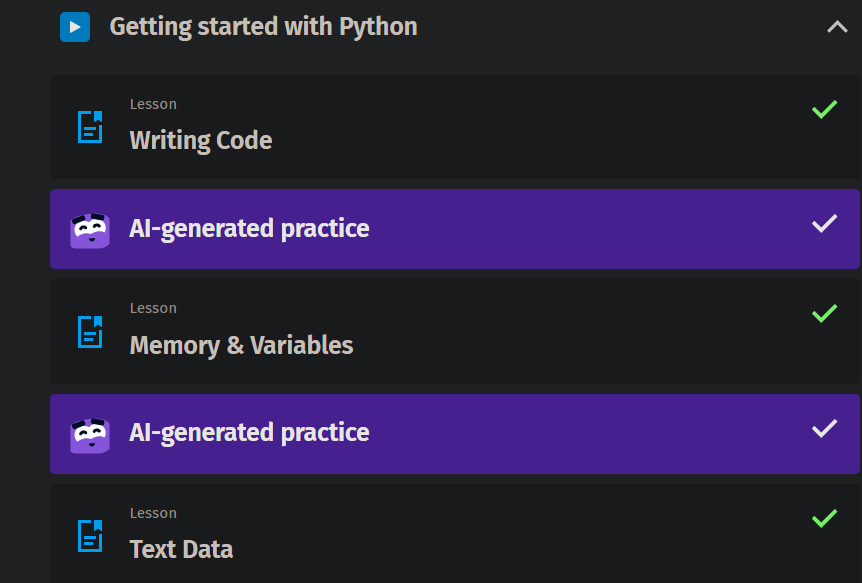 Getting started with Python
Lesson
Writing Code
AI-generated practice
Lesson
Memory & Variables
AI-generated practice
Lesson
Text Data